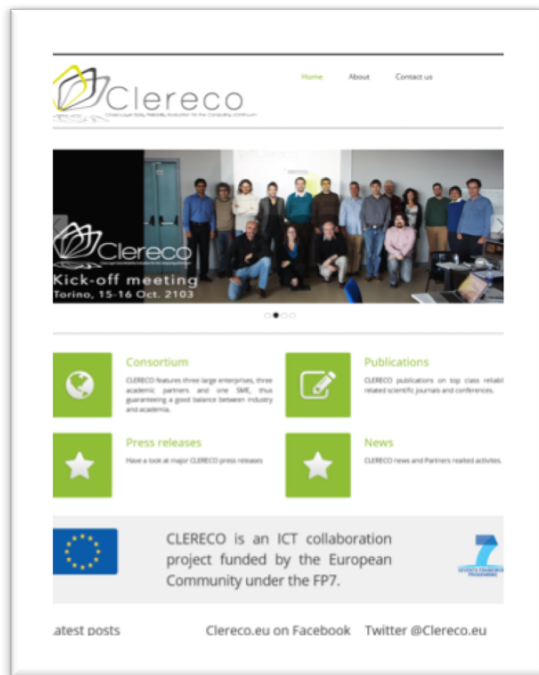 Home About Contact us
Clereco
Clereco
Kick-off meeting
Torino, 15-16 Oct. 2103
Consortium
CLERECO features three large enterprises, three
academic partners and one SME, thus
guaranteeing a good balance between industry
and academia.
Publications
CLERECO publications on top class reliabil
related scientific journals and conferences.
Press releases
Have a look at major CLERECO press releases
News
CLERECO news and Partners realted activities.
CLERECO is an ICT collaboration
project funded by the European
Community under the FP7.
7
SEVENTH FRAMEWORK
PROGRAMME
atest posts
Clereco.eu on Facebook
Twitter @Clereco.eu